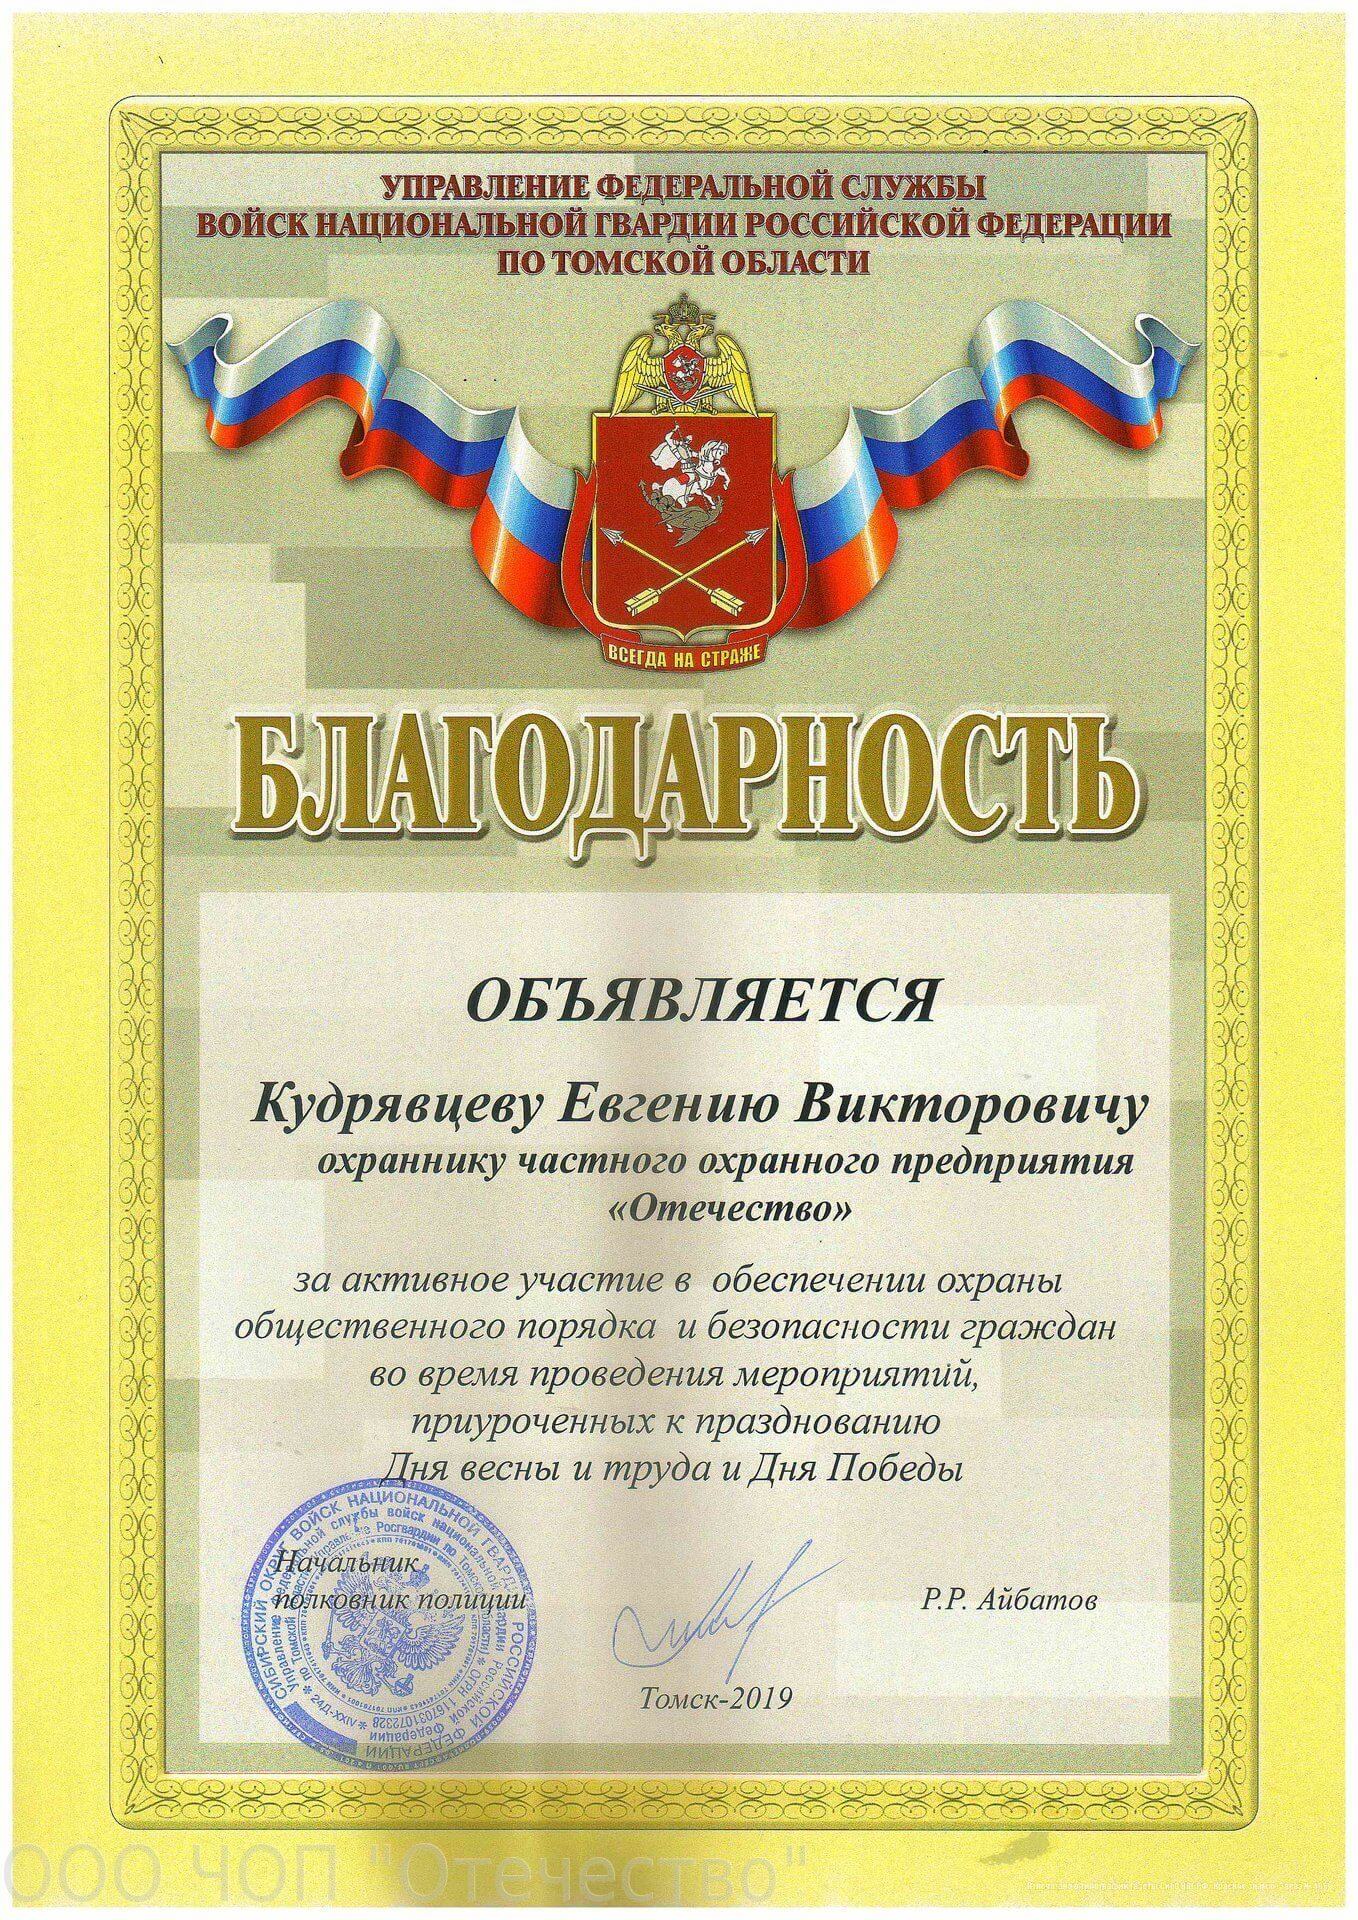 УПРАВЛЕНИЕ ФЕДЕРАЛЬНОЙ СЛУЖБЫ
ВОЙСК НАЦИОНАЛЬНОЙ ГВАРДИИ РОССИЙСКОЙ ФЕДЕРАЦИИ
ПО ТОМСКОЙ ОБЛАСТИ
ВСЕГДА НА СТРАЖЕ
БЛАГОДАРНОСТЬ
ОБЪЯВЛЯЕТСЯ
Кудрявцеву Евгению Викторовичу
охраннику частного охранного предприятия
«Отечество»
за активное участие в обеспечении охраны
общественного порядка и безопасности граждан
во время проведения мероприятий,
приуроченных к празднованию
Дня весны и труда и Дня Победы
Начальник
полковник полиции
Р.Р. Айбатов
Томск-2019
СИБИРСКИЙ ОКРУГ ВОЙСК НАЦИОНАЛЬНОЙ ГВАРДИИ РОССИЙСКОЙ ФЕДЕРАЦИИ
Управление Федеральной службы войск национальной гвардии Российской Федерации
по Томской области
ОГРН 1167031072328
ООО ЧОП "Отечество"